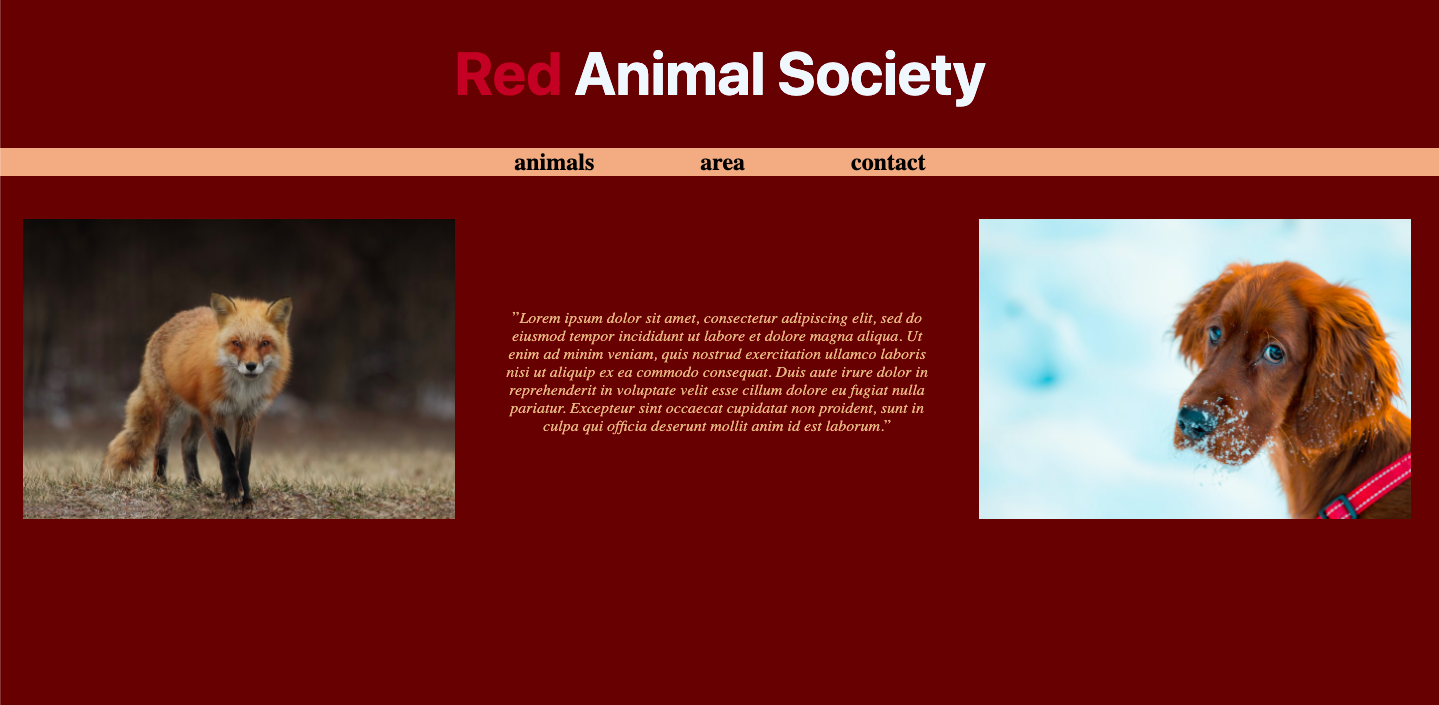 Red Animal Society
animals area contact
”Lorem ipsum dolor sit amet, consectetur adipiscing elit, sed do
eiusmod tempor incididunt ut labore et dolore magna aliqua. Ut
enim ad minim veniam, quis nostrud exercitation ullamco laboris
nisi ut aliquip ex ea commodo consequat. Duis aute irure dolor in
reprehenderit in voluptate velit esse cillum dolore eu fugiat nulla
pariatur. Excepteur sint occaecat cupidatat non proident, sunt in
culpa qui officia deserunt mollit anim id est laborum.”